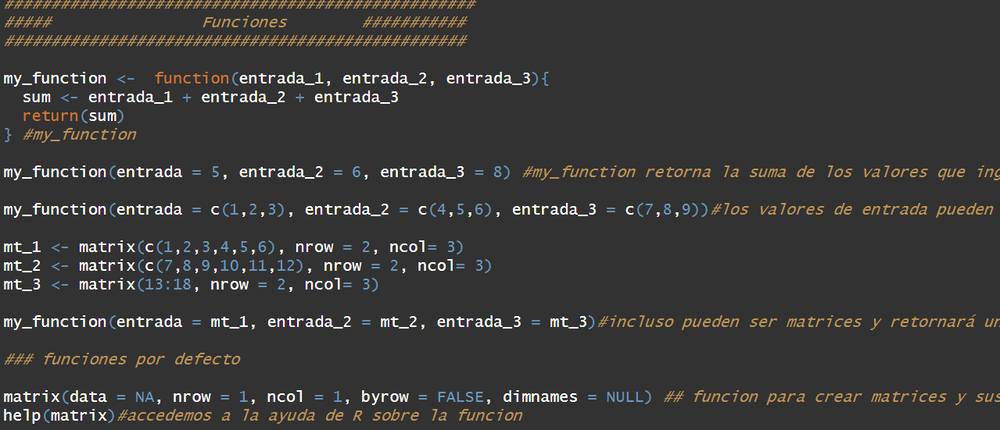 ##################################################
#####                Funciones        ###########
#################################################
my_function <-  function(entrada_1, entrada_2, entrada_3){
  sum <- entrada_1 + entrada_2 + entrada_3
  return(sum)
} #my_function
my_function(entrada = 5, entrada_2 = 6, entrada_3 = 8) #my_function retorna la suma de los valores que ing
my_function(entrada = c(1,2,3), entrada_2 = c(4,5,6), entrada_3 = c(7,8,9))#los valores de entrada pueden
mt_1 <- matrix(c(1,2,3,4,5,6), nrow = 2, ncol= 3)
mt_2 <- matrix(c(7,8,9,10,11,12), nrow = 2, ncol= 3)
mt_3 <- matrix(13:18, nrow = 2, ncol= 3)
my_function(entrada = mt_1, entrada_2 = mt_2, entrada_3 = mt_3)#incluso pueden ser matrices y retornará un
### funciones por defecto
matrix(data = NA, nrow = 1, ncol = 1, byrow = FALSE, dimnames = NULL) ## funcion para crear matrices y sus
help(matrix)#accedemos a la ayuda de R sobre la funcion